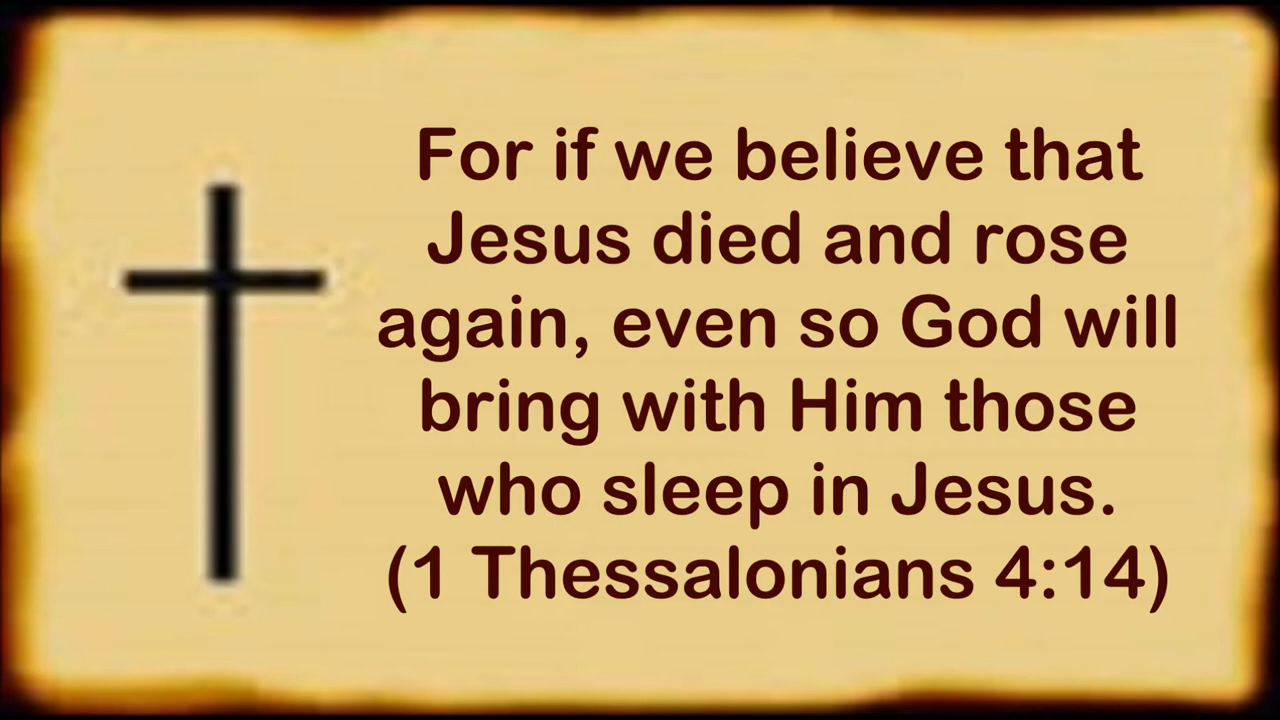 For if we believe that
Jesus died and rose
again, even so God will
bring with Him those
who sleep in Jesus.
(1 Thessalonians 4:14)